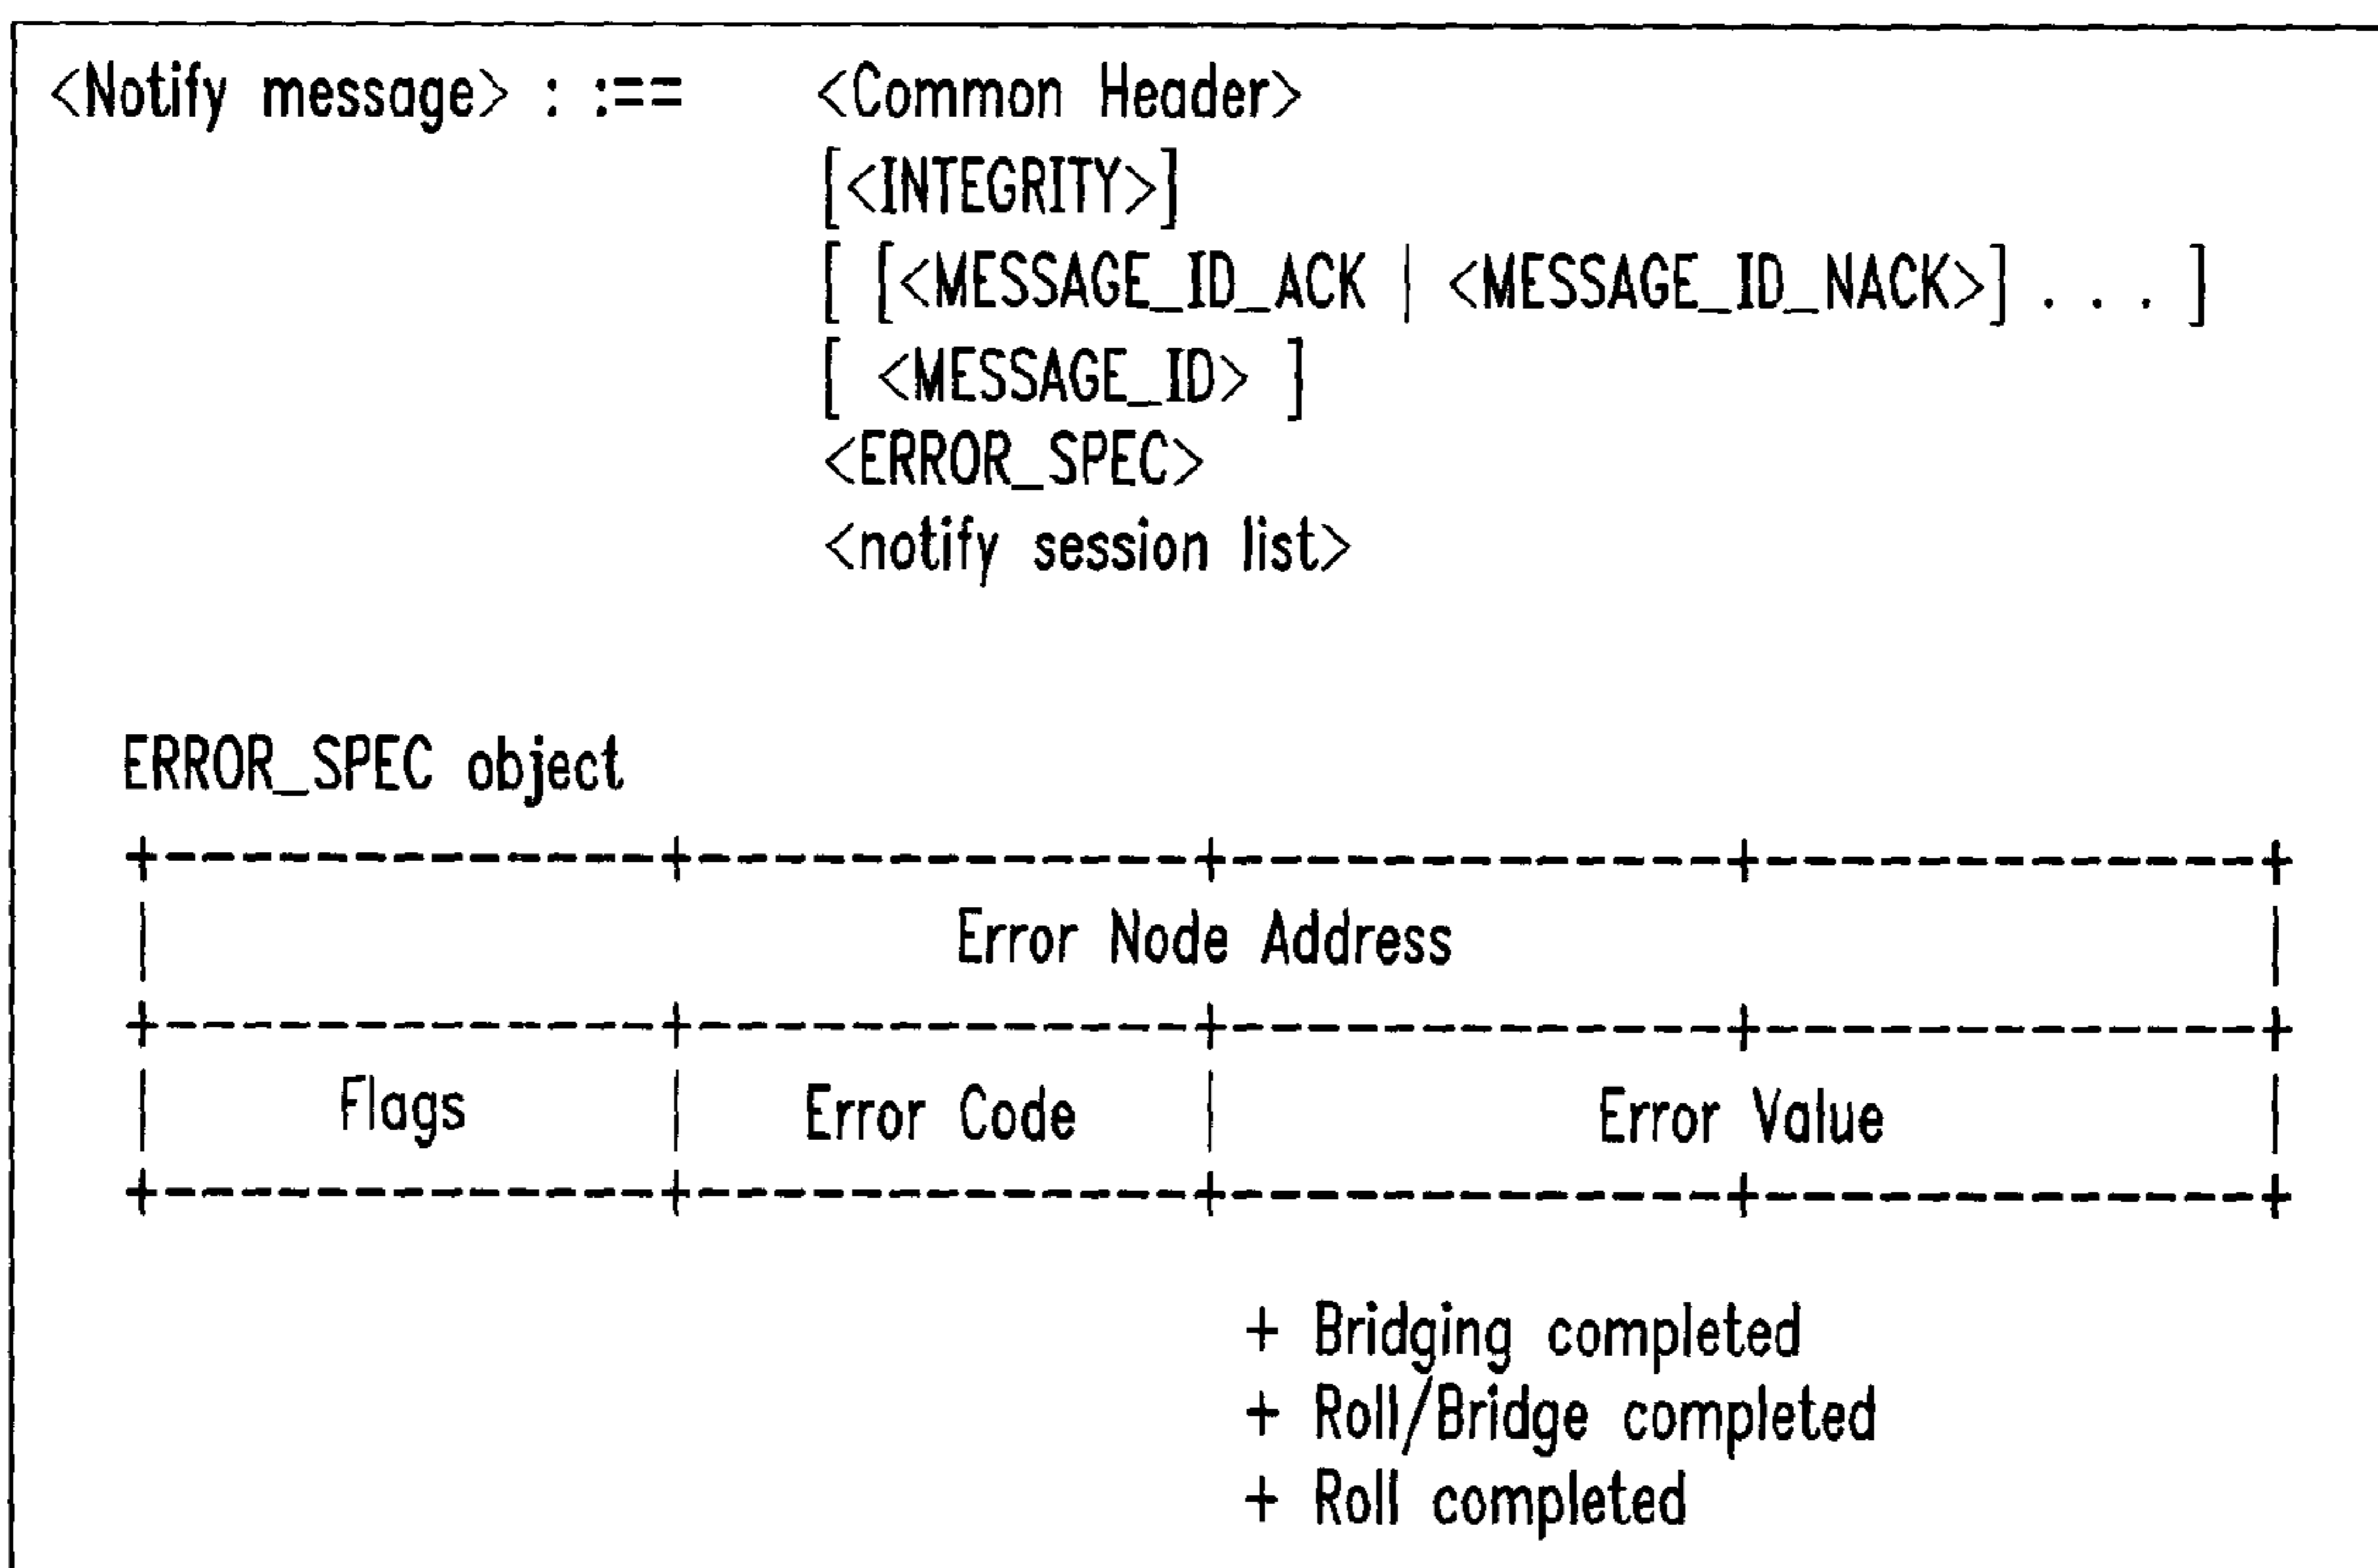 <Notify message> : :== <Common Header>
[<INTEGRITY>]
[ [<MESSAGE_ID_ACK | <MESSAGE_ID_NACK>] . . . ]
[ <MESSAGE_ID> ]
<ERROR_SPEC>
<notify session list>
ERROR_SPEC object
+--------------+--------------+--------------+--------------+
| Error Node Address |
+--------------+--------------+--------------+--------------+
| Flags | Error Code | Error Value |
+--------------+--------------+--------------+--------------+
+ Bridging completed
+ Roll/Bridge completed
+ Roll completed